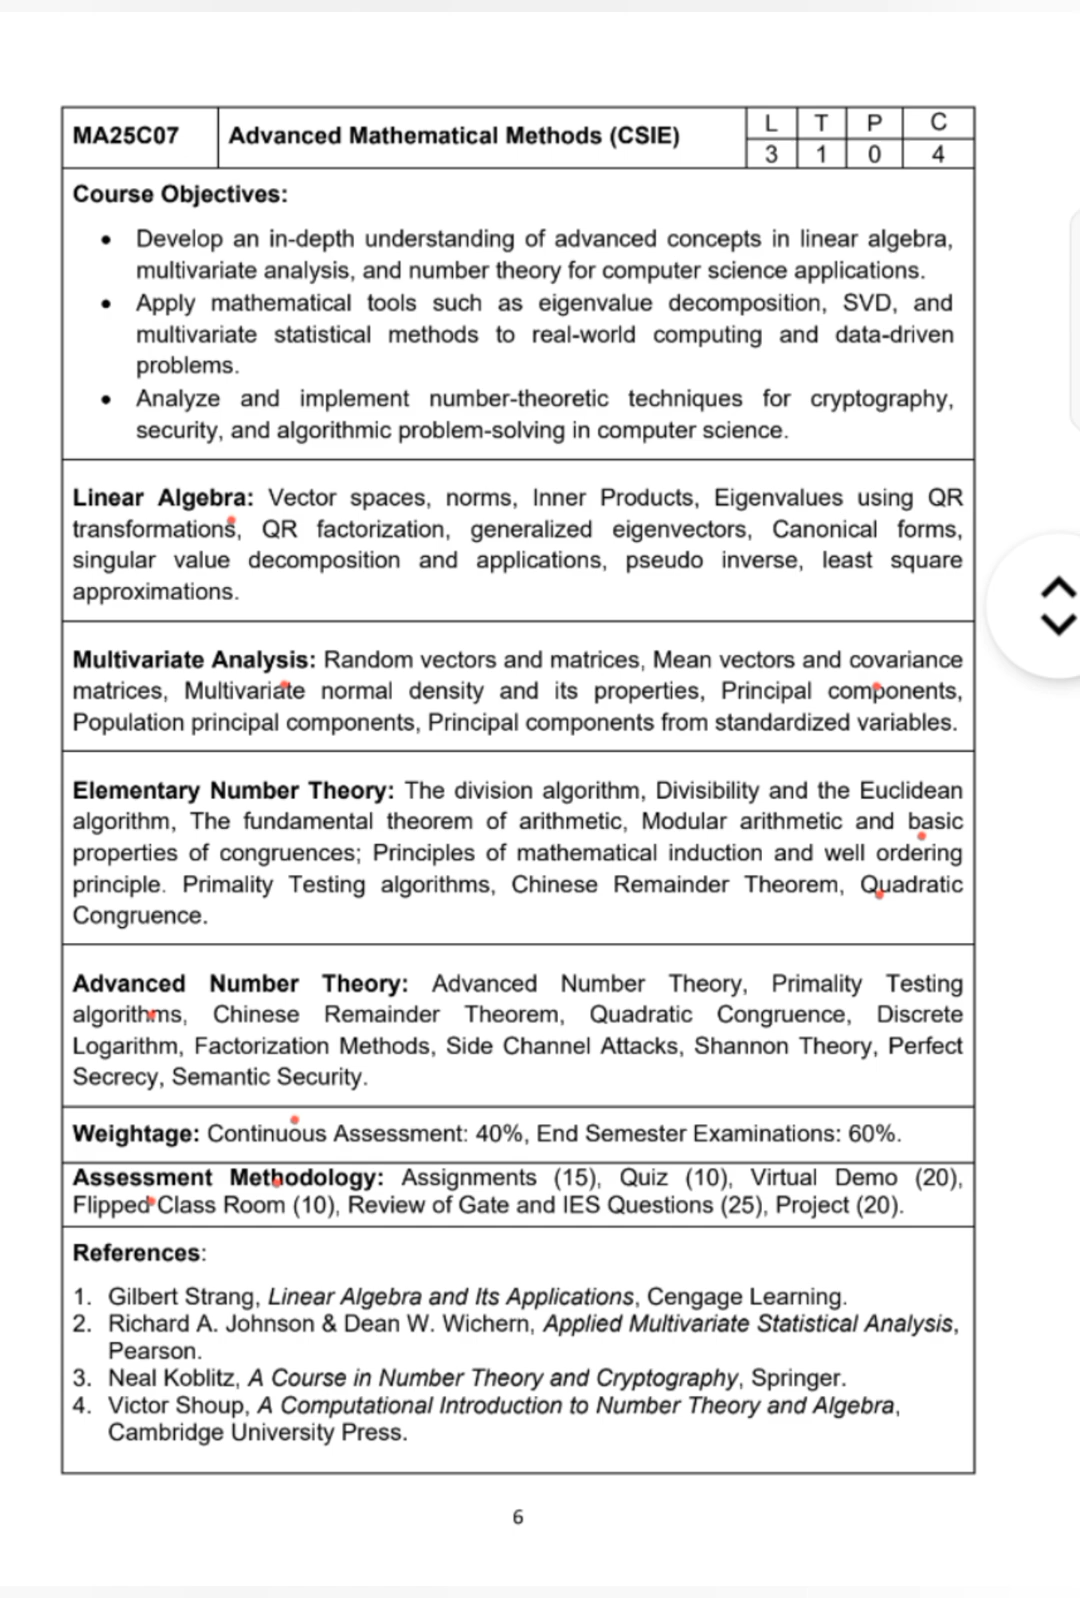 MA25C07 Advanced Mathematical Methods (CSIE) L T P C
3 1 0 4
Course Objectives:
• Develop an in-depth understanding of advanced concepts in linear algebra,
multivariate analysis, and number theory for computer science applications.
• Apply mathematical tools such as eigenvalue decomposition, SVD, and
multivariate statistical methods to real-world computing and data-driven
problems.
• Analyze and implement number-theoretic techniques for cryptography,
security, and algorithmic problem-solving in computer science.
Linear Algebra: Vector spaces, norms, Inner Products, Eigenvalues using QR
transformations, QR factorization, generalized eigenvectors, Canonical forms,
singular value decomposition and applications, pseudo inverse, least square
approximations.
Multivariate Analysis: Random vectors and matrices, Mean vectors and covariance
matrices, Multivariate normal density and its properties, Principal components,
Population principal components, Principal components from standardized variables.
Elementary Number Theory: The division algorithm, Divisibility and the Euclidean
algorithm, The fundamental theorem of arithmetic, Modular arithmetic and basic
properties of congruences; Principles of mathematical induction and well ordering
principle. Primality Testing algorithms, Chinese Remainder Theorem, Quadratic
Congruence.
Advanced Number Theory: Advanced Number Theory, Primality Testing
algorithms, Chinese Remainder Theorem, Quadratic Congruence, Discrete
Logarithm, Factorization Methods, Side Channel Attacks, Shannon Theory, Perfect
Secrecy, Semantic Security.
Weightage: Continuous Assessment: 40%, End Semester Examinations: 60%.
Assessment Methodology: Assignments (15), Quiz (10), Virtual Demo (20),
Flipped Class Room (10), Review of Gate and IES Questions (25), Project (20).
References:
1. Gilbert Strang, Linear Algebra and Its Applications, Cengage Learning.
2. Richard A. Johnson & Dean W. Wichern, Applied Multivariate Statistical Analysis,
Pearson.
3. Neal Koblitz, A Course in Number Theory and Cryptography, Springer.
4. Victor Shoup, A Computational Introduction to Number Theory and Algebra,
Cambridge University Press.
6